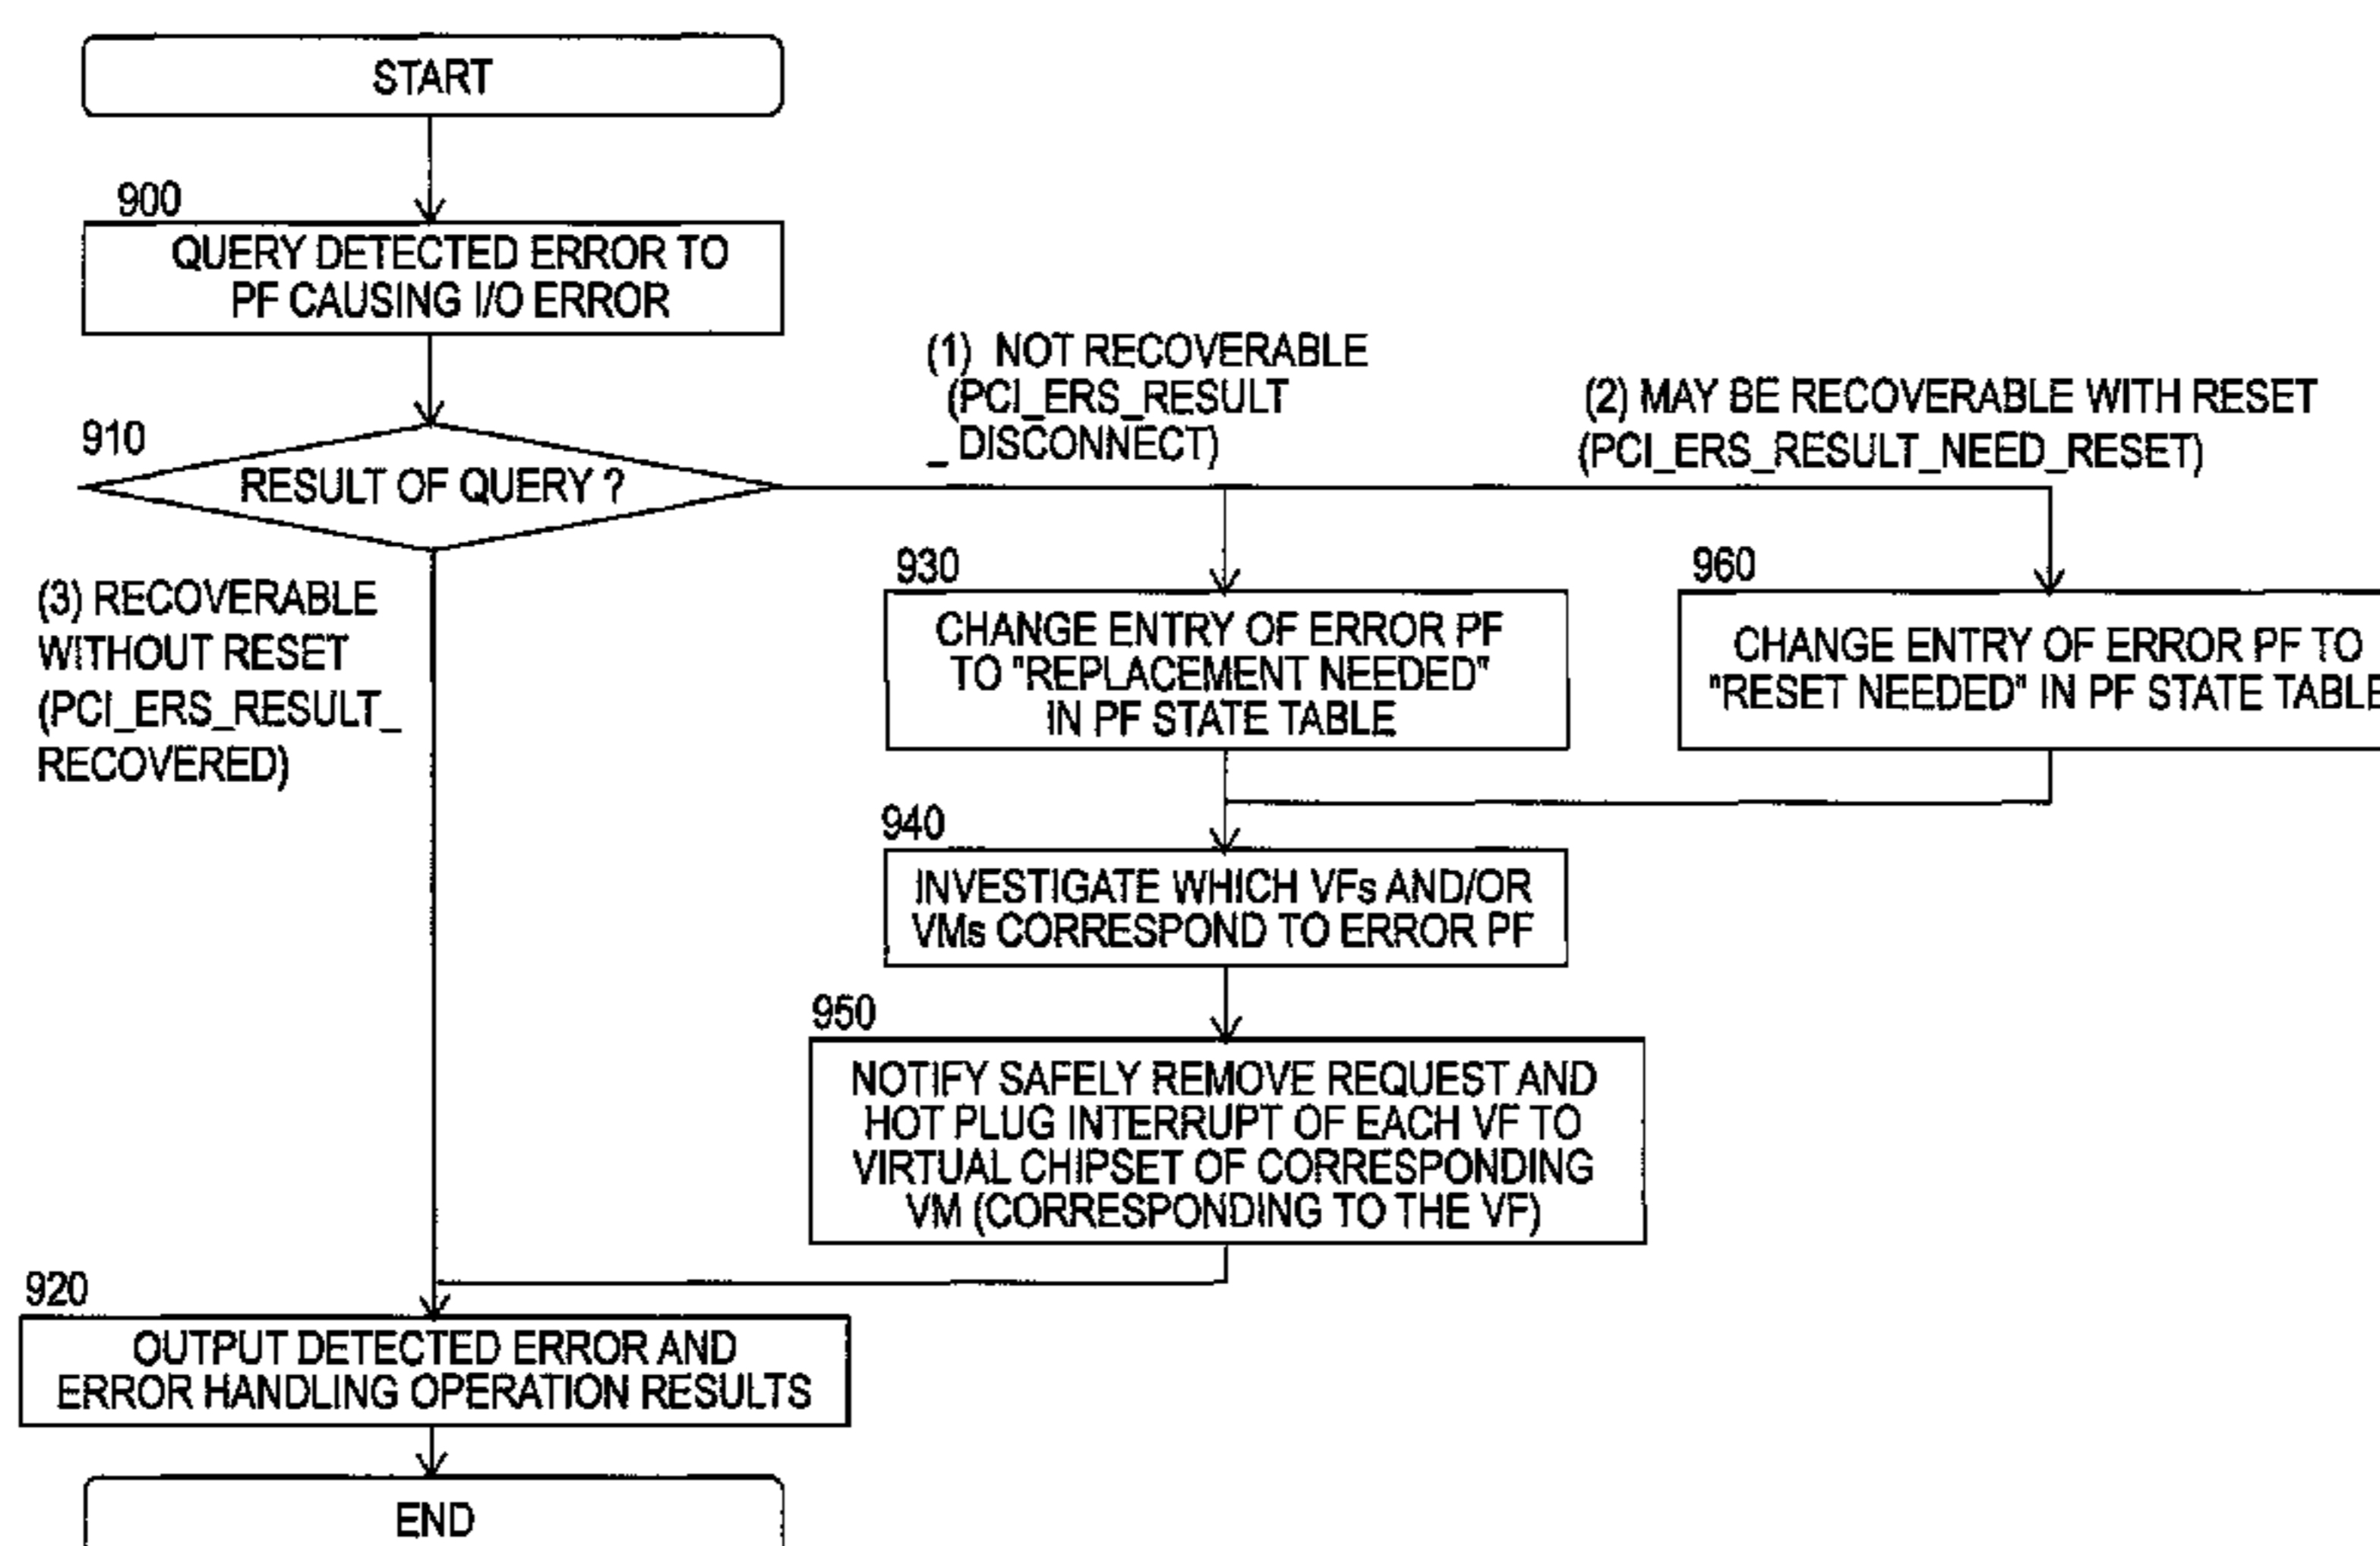 START
900
QUERY DETECTED ERROR TO
PF CAUSING I/O ERROR
910
RESULT OF QUERY ?
(1) NOT RECOVERABLE
(PCI_ERS_RESULT
_ DISCONNECT)
(2) MAY BE RECOVERABLE WITH RESET
(PCI_ERS_RESULT_NEED_RESET)
(3) RECOVERABLE
WITHOUT RESET
(PCI_ERS_RESULT_
RECOVERED)
930
CHANGE ENTRY OF ERROR PF
TO "REPLACEMENT NEEDED"
IN PF STATE TABLE
960
CHANGE ENTRY OF ERROR PF TO
"RESET NEEDED" IN PF STATE TABLE
940
INVESTIGATE WHICH VFs AND/OR
VMs CORRESPOND TO ERROR PF
950
NOTIFY SAFELY REMOVE REQUEST AND
HOT PLUG INTERRUPT OF EACH VF TO
VIRTUAL CHIPSET OF CORRESPONDING
VM (CORRESPONDING TO THE VF)
920
OUTPUT DETECTED ERROR AND
ERROR HANDLING OPERATION RESULTS
END